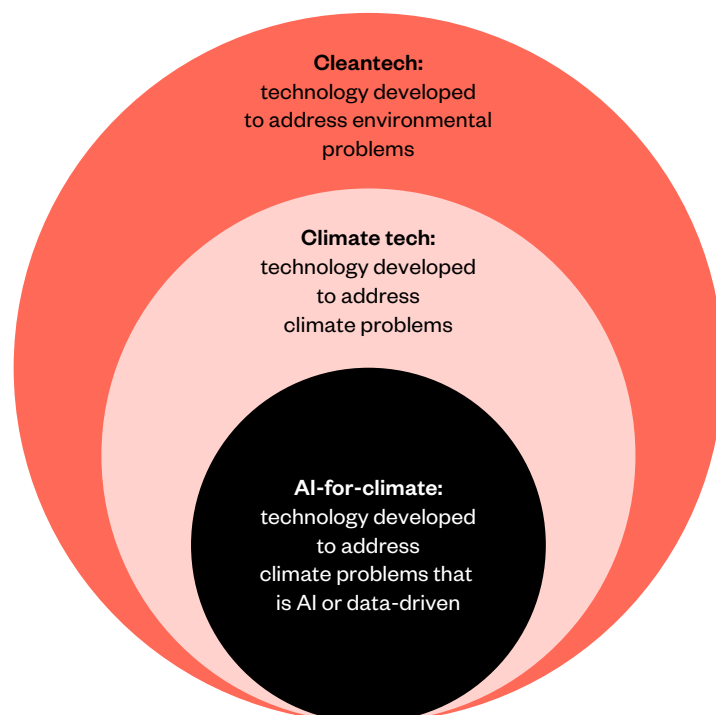 Cleantech:
technology developed
to address environmental
problems
Climate tech:
technology developed
to address
climate problems
AI-for-climate:
technology developed
to address
climate problems that
is AI or data-driven